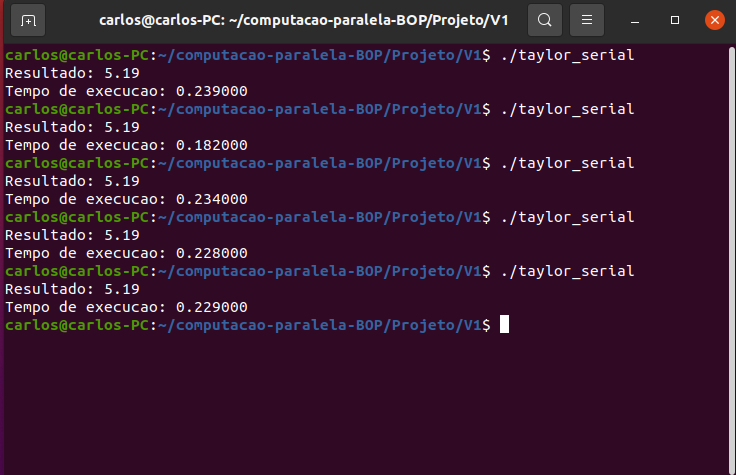 carlos@carlos-PC: ~/computacao-paralela-BOP/Projeto/V1
carlos@carlos-PC:~/computacao-paralela-BOP/Projeto/V1$ ./taylor_serial
Resultado: 5.19
Tempo de execucao: 0.239000
carlos@carlos-PC:~/computacao-paralela-BOP/Projeto/V1$ ./taylor_serial
Resultado: 5.19
Tempo de execucao: 0.182000
carlos@carlos-PC:~/computacao-paralela-BOP/Projeto/V1$ ./taylor_serial
Resultado: 5.19
Tempo de execucao: 0.234000
carlos@carlos-PC:~/computacao-paralela-BOP/Projeto/V1$ ./taylor_serial
Resultado: 5.19
Tempo de execucao: 0.228000
carlos@carlos-PC:~/computacao-paralela-BOP/Projeto/V1$ ./taylor_serial
Resultado: 5.19
Tempo de execucao: 0.229000
carlos@carlos-PC:~/computacao-paralela-BOP/Projeto/V1$